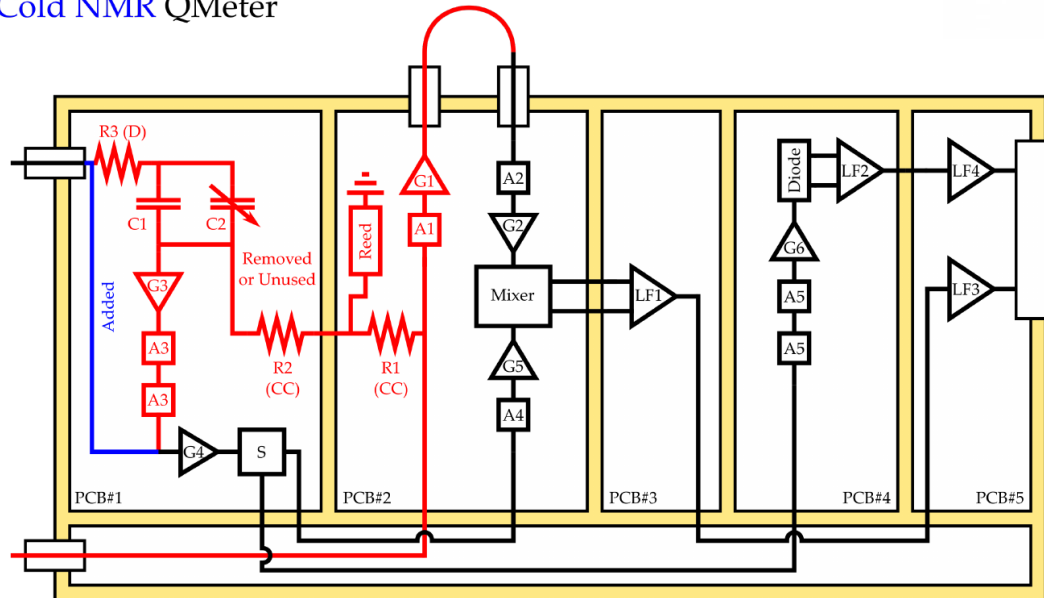 Cold NMR QMeter
R3 (D)
C1
C2
Removed
or Unused
G3
Added
A3
A3
R2
(CC)
G4
S
PCB#1
Reed
G1
A1
R1
(CC)
A2
G2
Mixer
G5
A4
PCB#2
LF1
PCB#3
Diode
LF2
G6
A5
A5
PCB#4
LF4
LF3
PCB#5